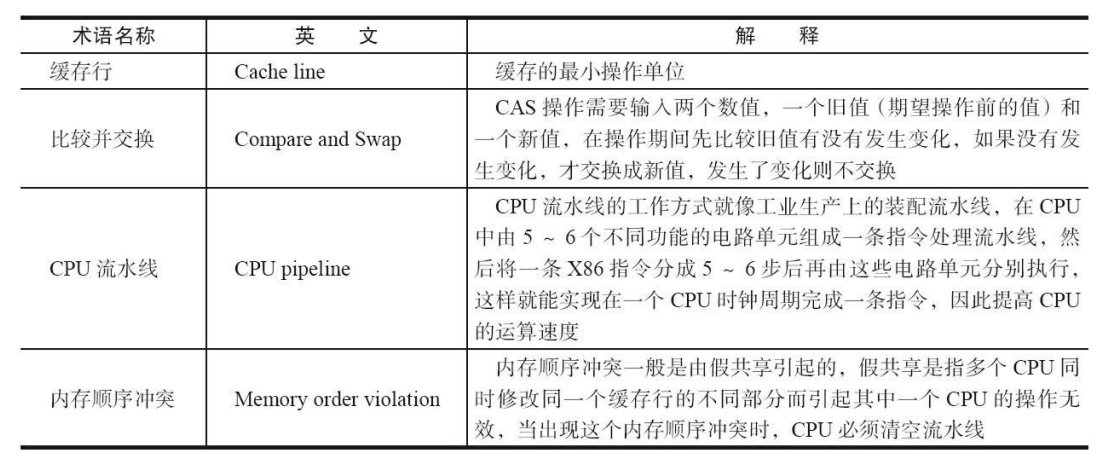 术语名称 英 文 解 释
缓存行 Cache line 缓存的最小操作单位
比较并交换 Compare and Swap CAS 操作需要输入两个数值，一个旧值（期望操作前的值）和
一个新值，在操作期间先比较旧值有没有发生变化，如果没有发
生变化，才交换成新值，发生了变化则不交换
CPU 流水线 CPU pipeline CPU 流水线的工作方式就像工业生产上的装配流水线，在 CPU
中由 5 ~ 6 个不同功能的电路单元组成一条指令处理流水线，然
后将一条 X86 指令分成 5 ~ 6 步后再由这些电路单元分别执行，
这样就能实现在一个 CPU 时钟周期完成一条指令，因此提高 CPU
的运算速度
内存顺序冲突 Memory order violation 内存顺序冲突一般是由假共享引起的，假共享是指多个 CPU 同
时修改同一个缓存行的不同部分而引起其中一个 CPU 的操作无
效，当出现这个内存顺序冲突时，CPU 必须清空流水线